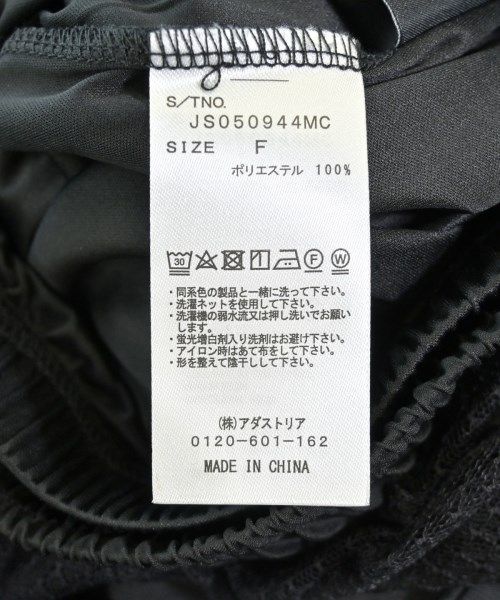 S/TNO.
JS050944MC
SIZE F
ポリエステル 100%
30 F W
・同系色の製品と一緒に洗って下さい。
・洗濯ネットを使用して下さい。
・洗濯機の弱水流又は押し洗いでお願い
します。
・蛍光増白剤入り洗剤はお避け下さい。
・アイロン時はあて布をして下さい。
・形を整えて陰干しして下さい。
(株)アダストリア
0120-601-162
MADE IN CHINA